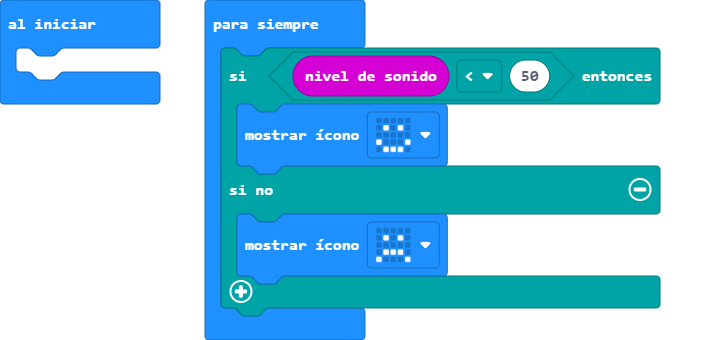 al iniciar
para siempre
si nivel de sonido < 50 entonces
mostrar ícono
si no
mostrar ícono